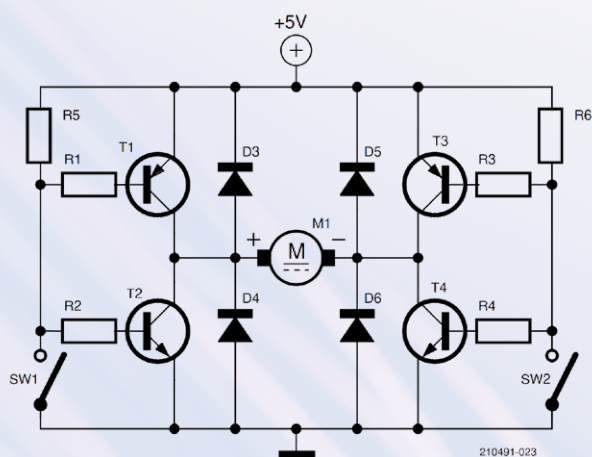 +5V
+
R5
R6
T1
D3
D5
T3
R1
R3
M1
+
M
−
T2
D4
D6
T4
R2
R4
SW1
SW2
210491-023